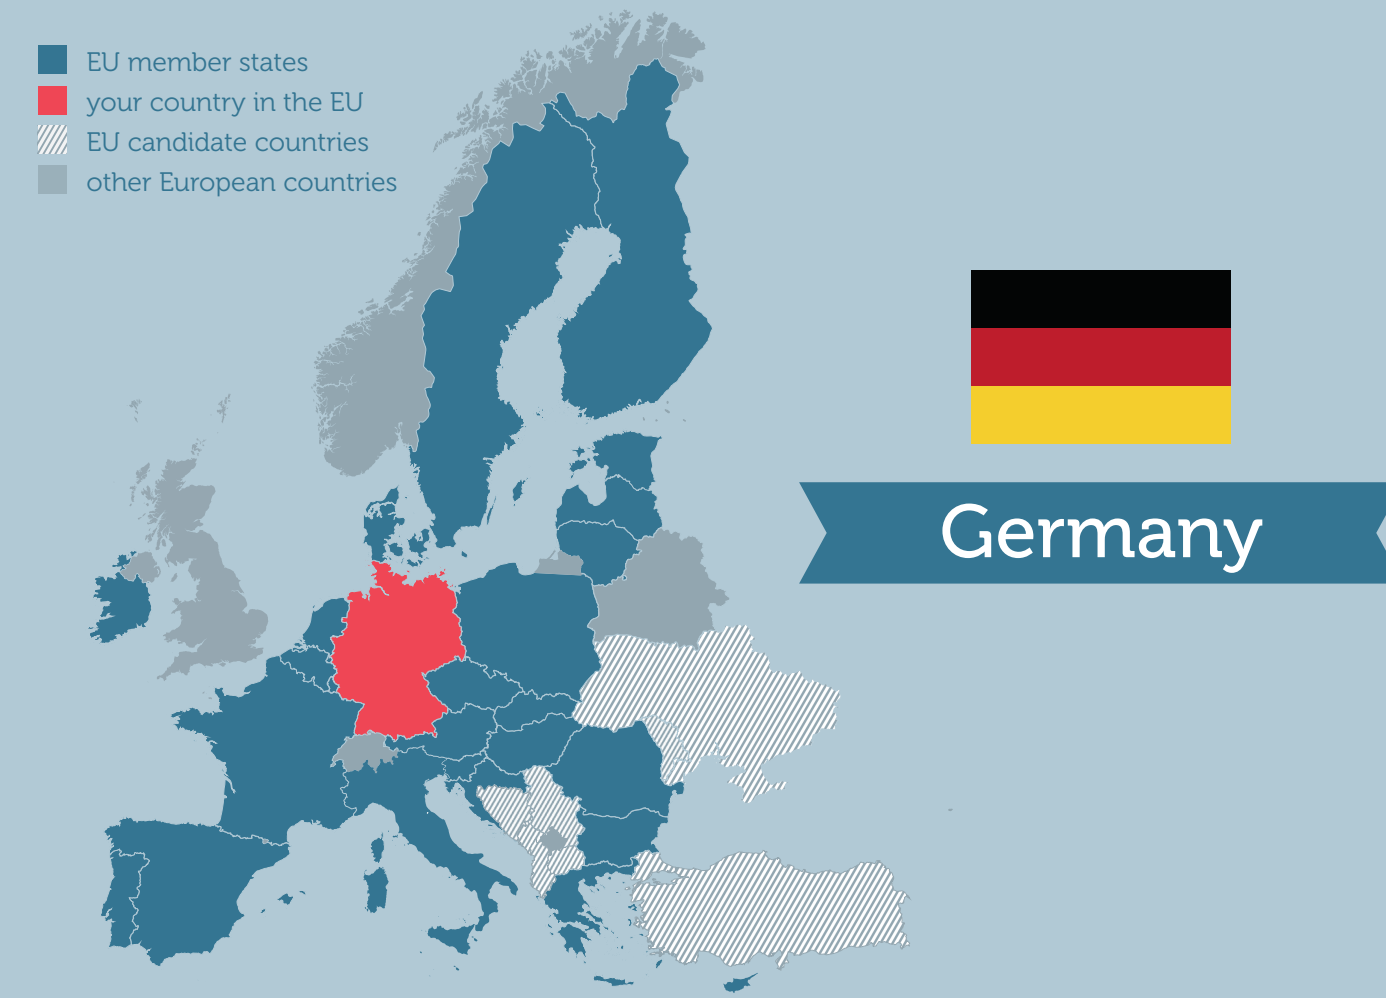 EU member states
your country in the EU
EU candidate countries
other European countries
Germany